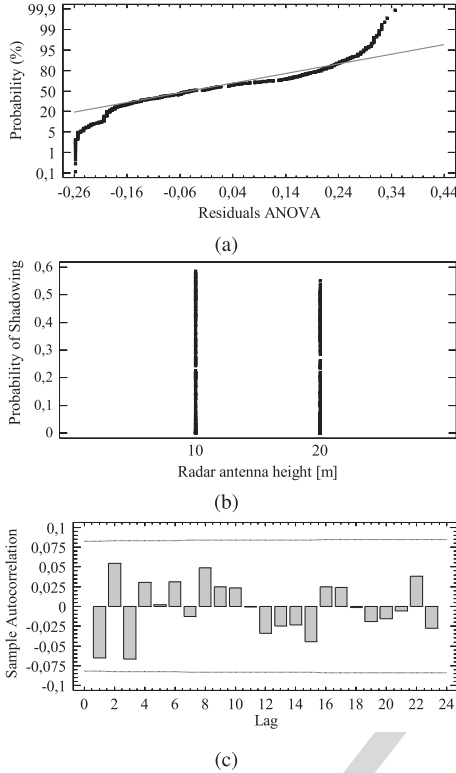 99,9
99
95
80
50
20
5
1
0,1
Probability (%)
-0,26 -0,16 -0,06 0,04 0,14 0,24 0,34 0,44
Residuals ANOVA
(a)
0,6
0,5
0,4
0,3
0,2
0,1
0
Probability of Shadowing
10 20
Radar antenna height [m]
(b)
0,1
0,075
0,05
0,025
0
-0,025
-0,05
-0,075
-0,1
Sample Autocorrelation
0 2 4 6 8 10 12 14 16 18 20 22 24
Lag
(c)